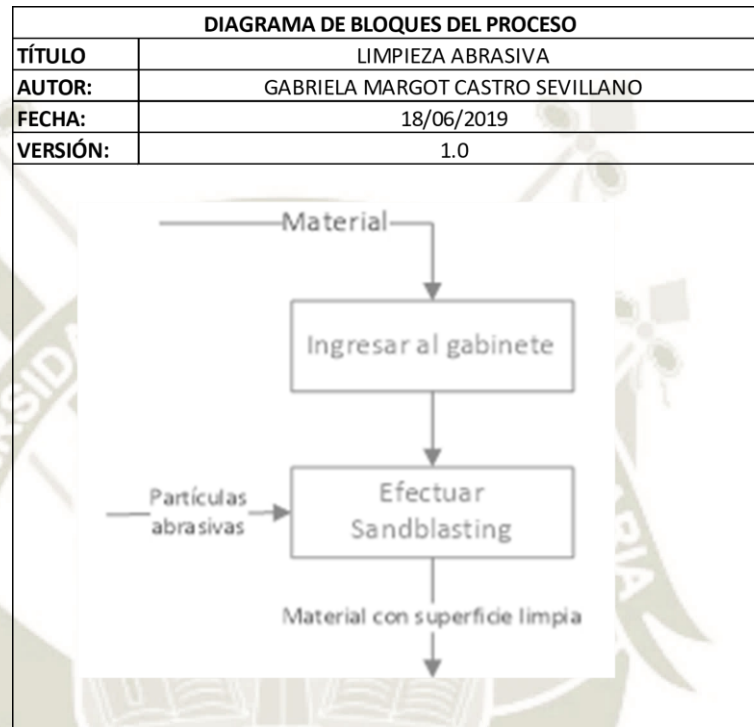 DIAGRAMA DE BLOQUES DEL PROCESO
TÍTULO LIMPIEZA ABRASIVA
AUTOR: GABRIELA MARGOT CASTRO SEVILLANO
FECHA: 18/06/2019
VERSIÓN: 1.0
Material
Ingresar al gabinete
Partículas
abrasivas
Efectuar
Sandblasting
Material con superficie limpia